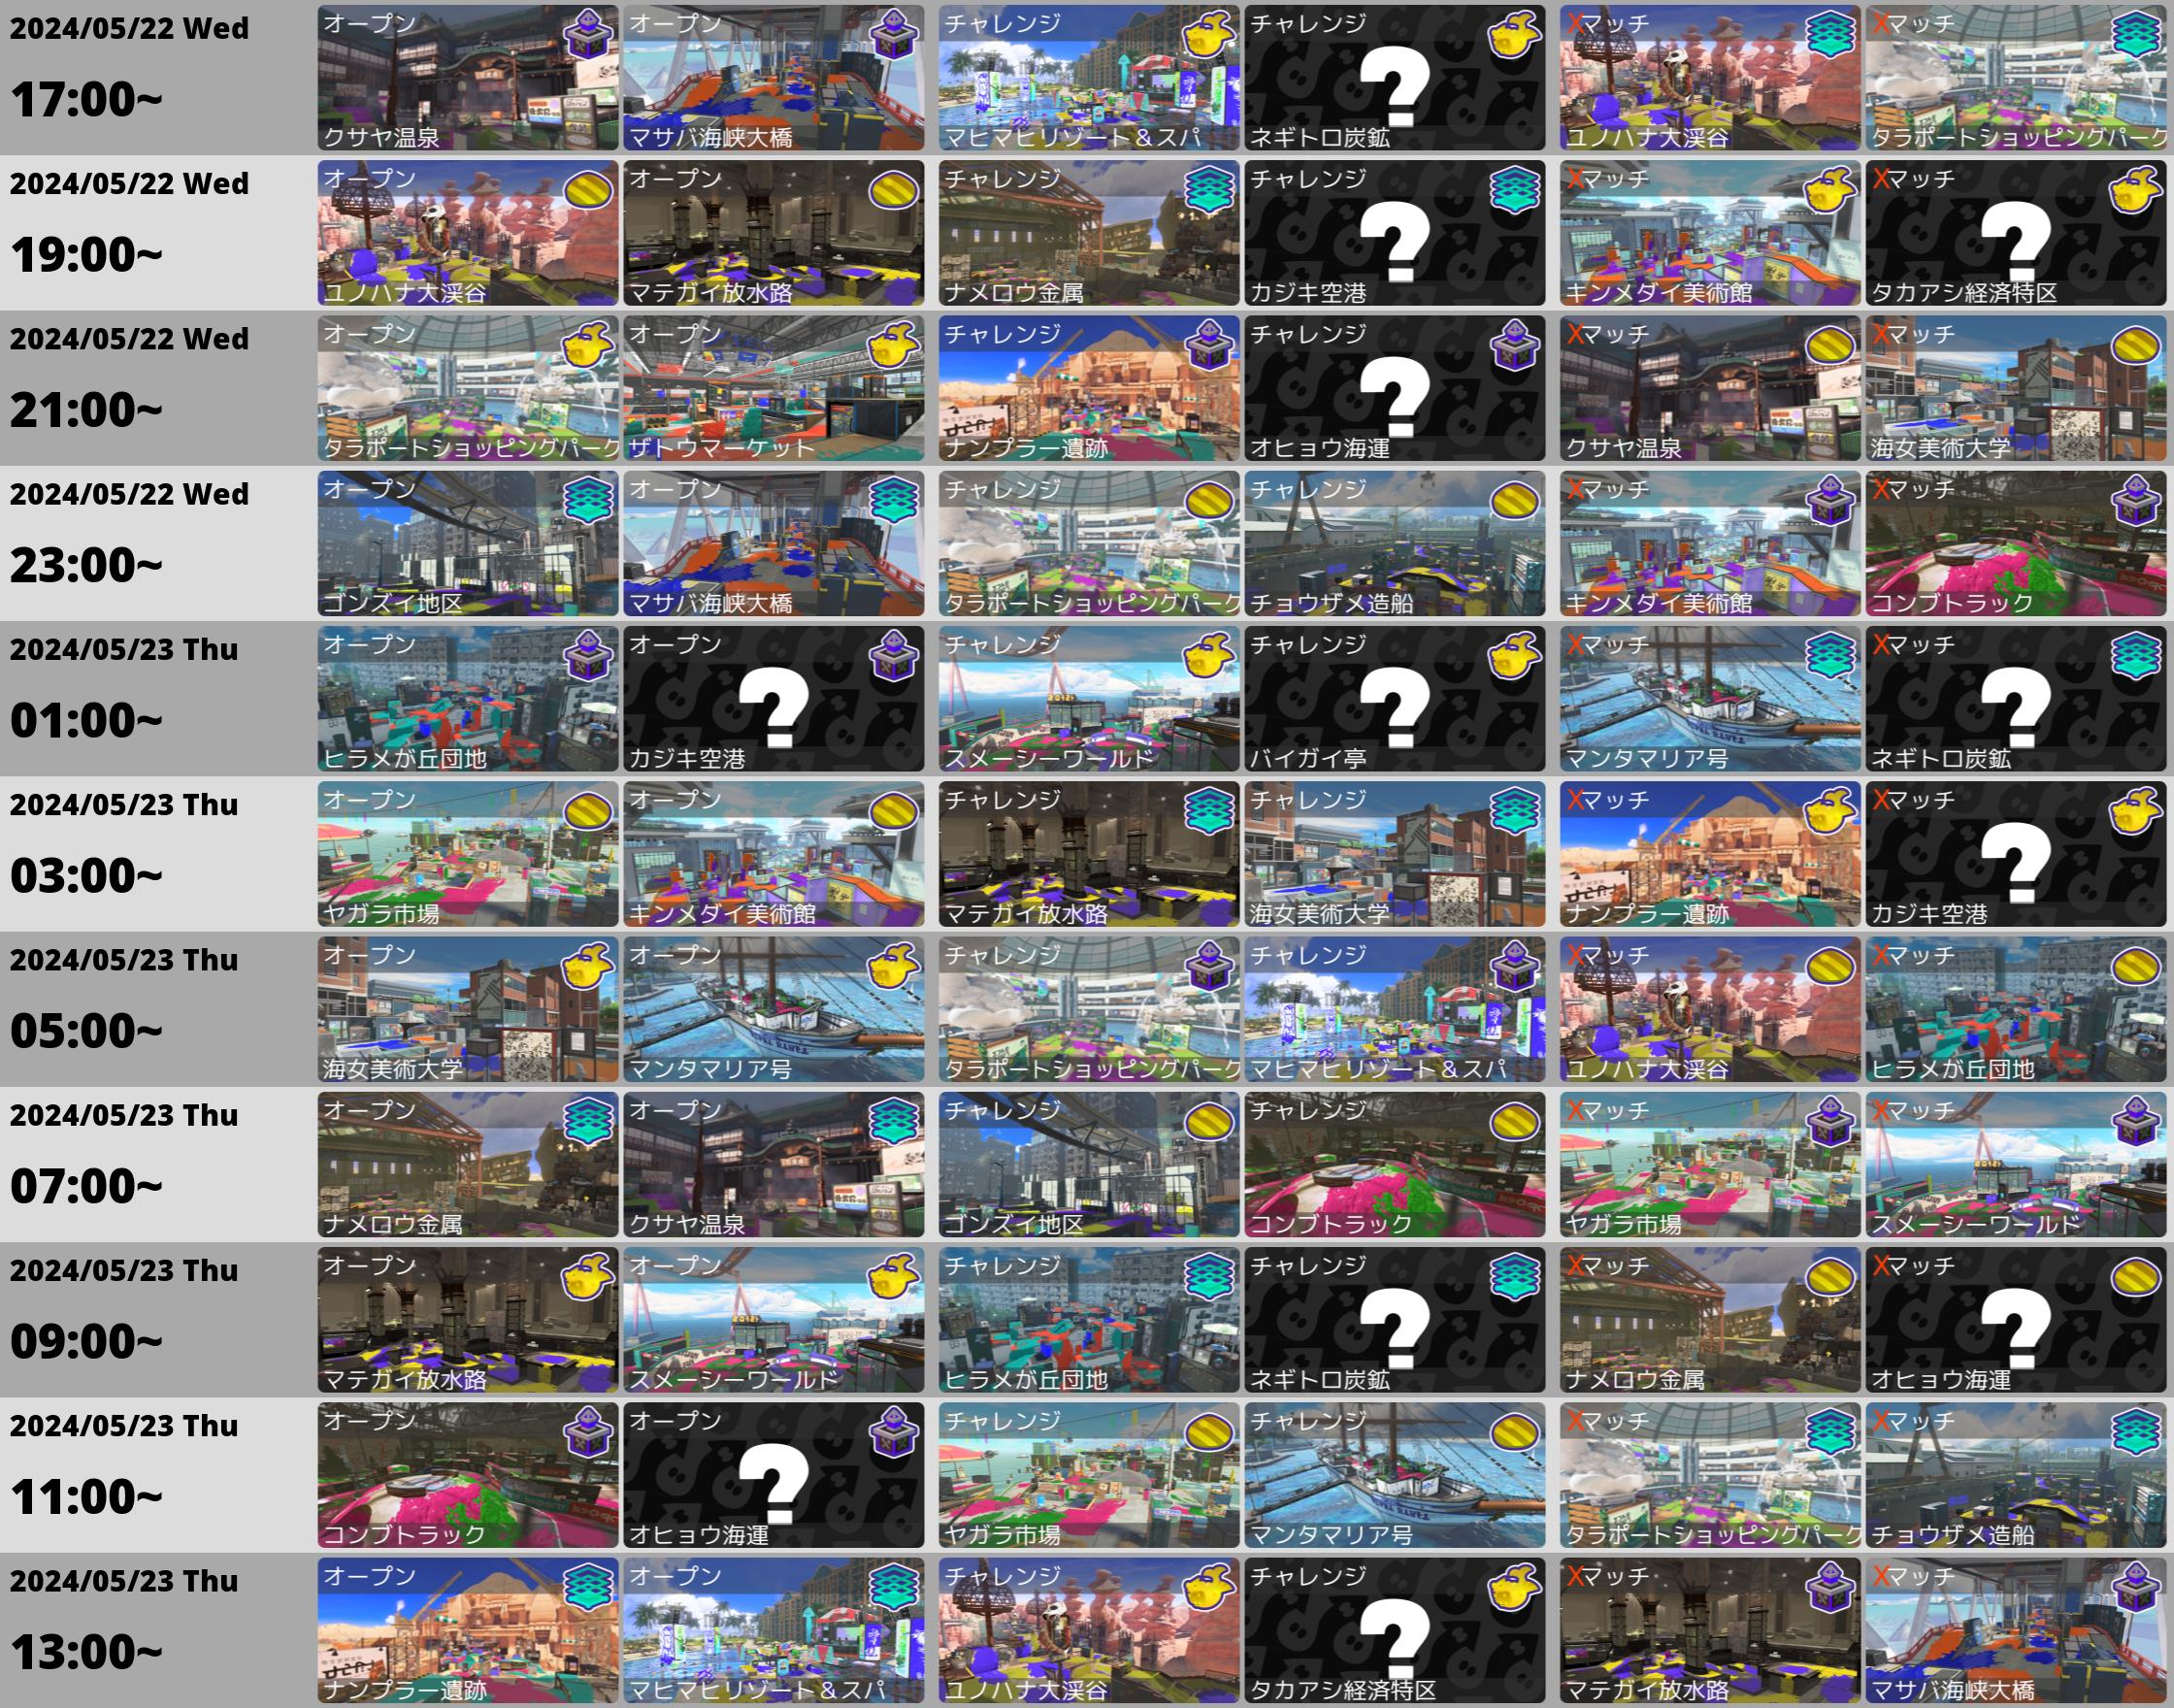 2024/05/22 Wed
17:00~
オープン
クサヤ温泉
オープン
マサバ海峡大橋
チャレンジ
マヒマヒリゾート＆スパ
チャレンジ
ネギトロ炭鉱
Xマッチ
ユノハナ大渓谷
Xマッチ
タラポートショッピングパーク
2024/05/22 Wed
19:00~
オープン
ユノハナ大渓谷
オープン
マテガイ放水路
チャレンジ
ナメロウ金属
チャレンジ
カジキ空港
Xマッチ
キンメダイ美術館
Xマッチ
タカアシ経済特区
2024/05/22 Wed
21:00~
オープン
タラポートショッピングパーク
オープン
ザトウマーケット
チャレンジ
ナンプラー遺跡
チャレンジ
オヒョウ海運
Xマッチ
クサヤ温泉
Xマッチ
海女美術大学
2024/05/22 Wed
23:00~
オープン
ゴンズイ地区
オープン
マサバ海峡大橋
チャレンジ
タラポートショッピングパーク
チャレンジ
チョウザメ造船
Xマッチ
キンメダイ美術館
Xマッチ
コンブトラック
2024/05/23 Thu
01:00~
オープン
ヒラメが丘団地
オープン
カジキ空港
チャレンジ
スメーシーワールド
チャレンジ
バイガイ亭
Xマッチ
マンタマリア号
Xマッチ
ネギトロ炭鉱
2024/05/23 Thu
03:00~
オープン
ヤガラ市場
オープン
キンメダイ美術館
チャレンジ
マテガイ放水路
チャレンジ
海女美術大学
Xマッチ
ナンプラー遺跡
Xマッチ
カジキ空港
2024/05/23 Thu
05:00~
オープン
海女美術大学
オープン
マンタマリア号
チャレンジ
タラポートショッピングパーク
チャレンジ
マヒマヒリゾート＆スパ
Xマッチ
ユノハナ大渓谷
Xマッチ
ヒラメが丘団地
2024/05/23 Thu
07:00~
オープン
ナメロウ金属
オープン
クサヤ温泉
チャレンジ
ゴンズイ地区
チャレンジ
コンブトラック
Xマッチ
ヤガラ市場
Xマッチ
スメーシーワールド
2024/05/23 Thu
09:00~
オープン
マテガイ放水路
オープン
スメーシーワールド
チャレンジ
ヒラメが丘団地
チャレンジ
ネギトロ炭鉱
Xマッチ
ナメロウ金属
Xマッチ
オヒョウ海運
2024/05/23 Thu
11:00~
オープン
コンブトラック
オープン
オヒョウ海運
チャレンジ
ヤガラ市場
チャレンジ
マンタマリア号
Xマッチ
タラポートショッピングパーク
Xマッチ
チョウザメ造船
2024/05/23 Thu
13:00~
オープン
ナンプラー遺跡
オープン
マヒマヒリゾート＆スパ
チャレンジ
ユノハナ大渓谷
チャレンジ
タカアシ経済特区
Xマッチ
マテガイ放水路
Xマッチ
マサバ海峡大橋